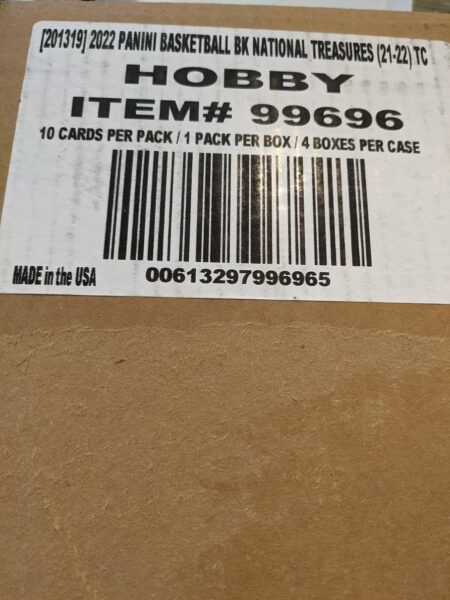 [201319] 2022 PANINI BASKETBALL BK NATIONAL TREASURES (21-22) TC
HOBBY
ITEM# 99696
10 CARDS PER PACK / 1 PACK PER BOX / 4 BOXES PER CASE
MADE in the USA 00613297996965